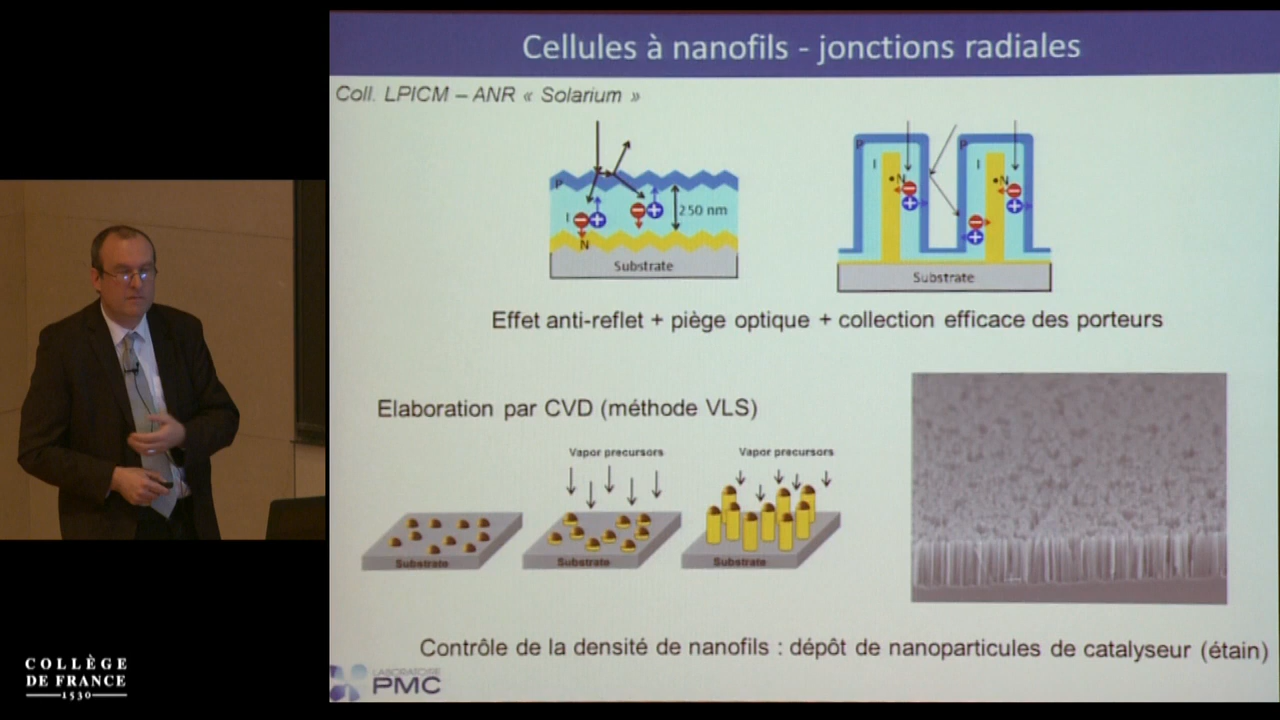 Cellules à nanofils - jonctions radiales
Coll. LPICM – ANR « Solarium »
P
I
N
250 nm
Substrate
P
I
N
P
I
N
Substrate
Effet anti-reflet + piège optique + collection efficace des porteurs
Elaboration par CVD (méthode VLS)
Vapor precursors
Vapor precursors
Substrate
Substrate
Substrate
Contrôle de la densité de nanofils : dépôt de nanoparticules de catalyseur (étain)
LABORATOIRE
PMC
COLLÈGE
DE FRANCE
1530